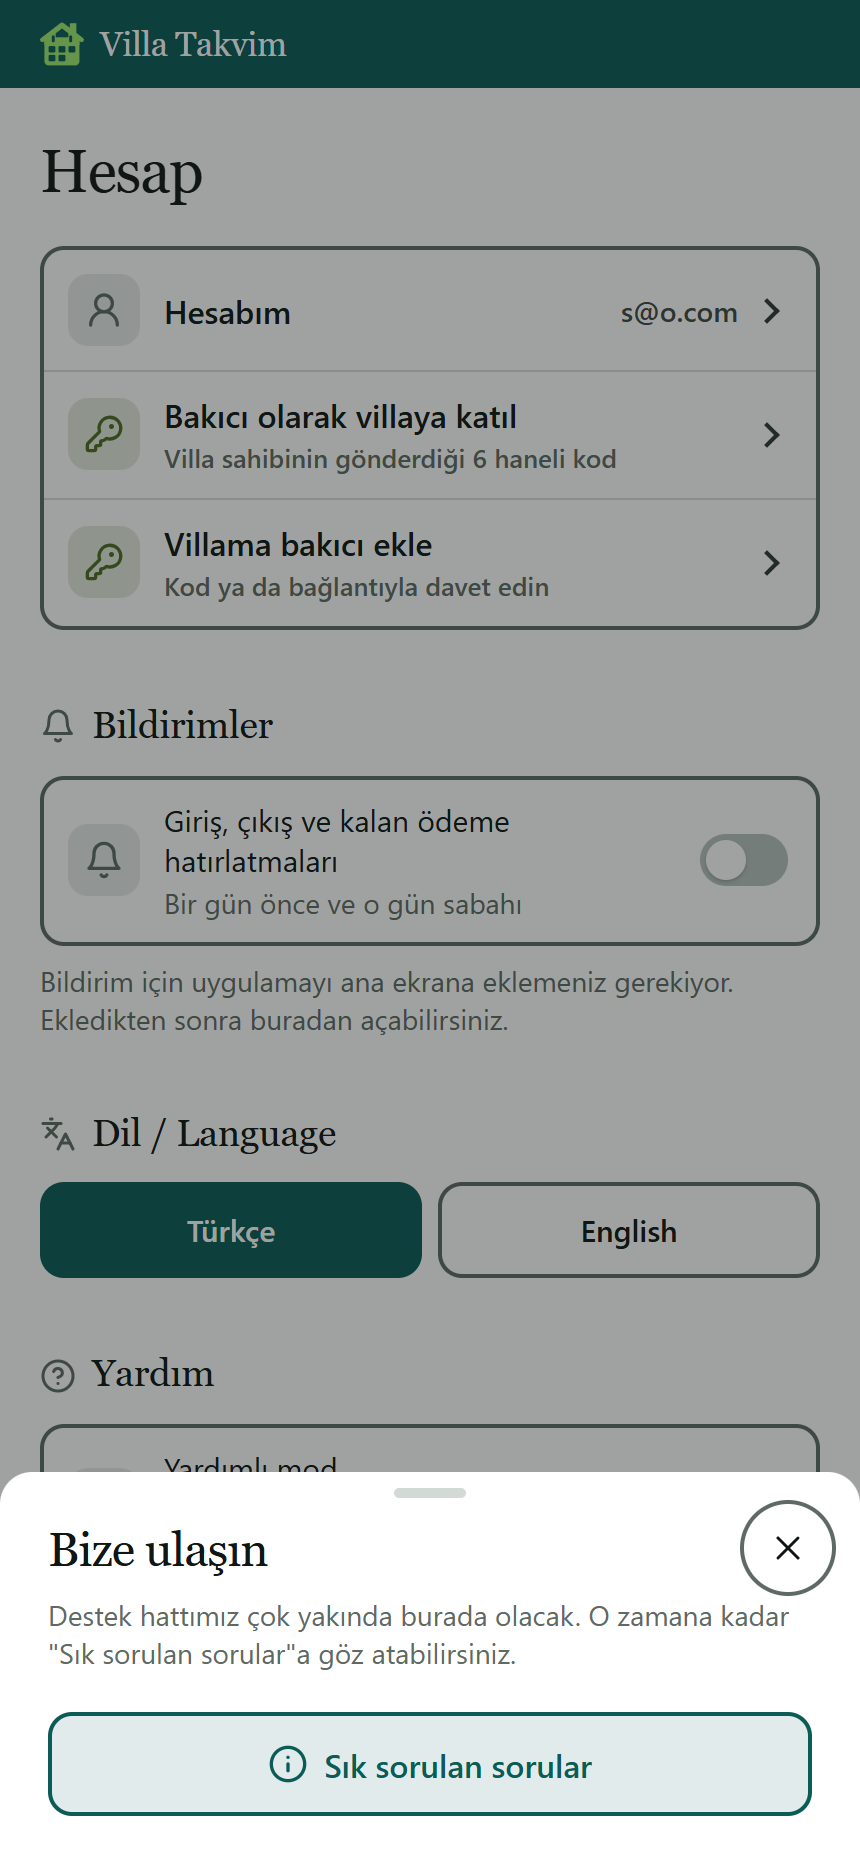 Villa Takvim
Hesap
Hesabım
s@o.com
Bakıcı olarak villaya katıl
Villa sahibinin gönderdiği 6 haneli kod
Villama bakıcı ekle
Kod ya da bağlantıyla davet edin
Bildirimler
Giriş, çıkış ve kalan ödeme
hatırlatmaları
Bir gün önce ve o gün sabahı
Bildirim için uygulamayı ana ekrana eklemeniz gerekiyor.
Ekledikten sonra buradan açabilirsiniz.
Dil / Language
Türkçe
English
Yardım
Yardımlı mod
Bize ulaşın
Destek hattımız çok yakında burada olacak. O zamana kadar
"Sık sorulan sorular"a göz atabilirsiniz.
Sık sorulan sorular